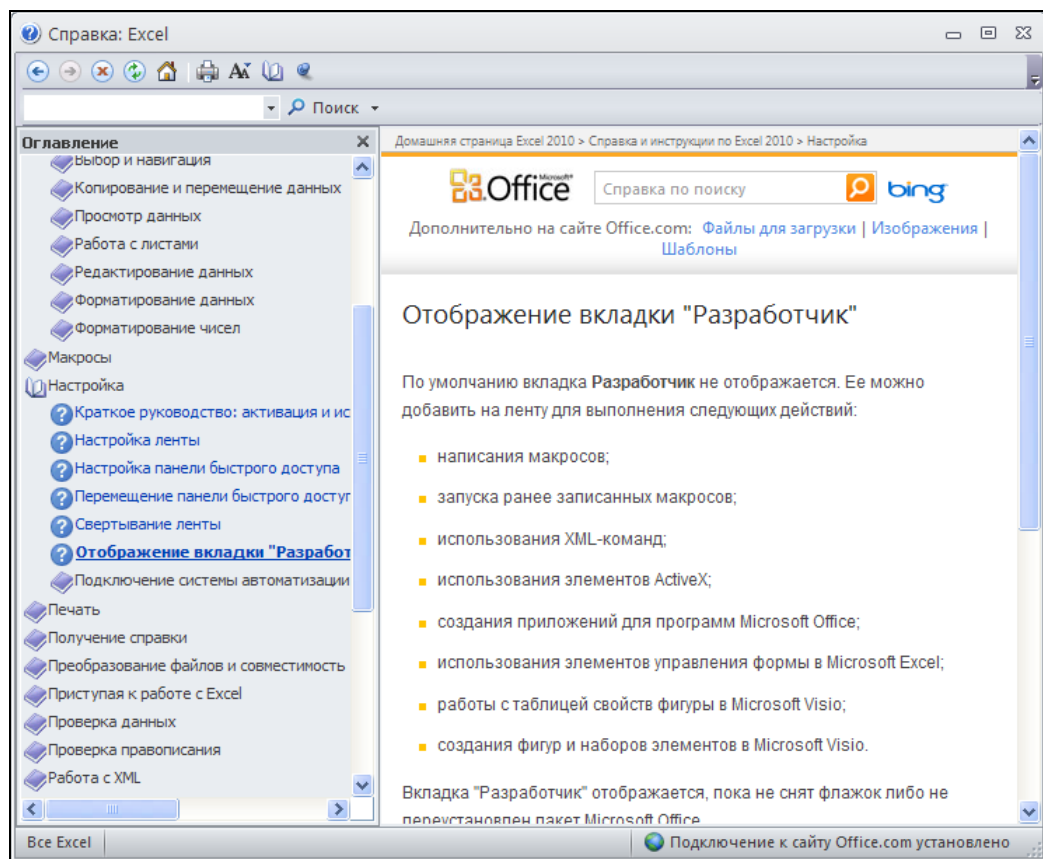 Справка: Excel
Поиск
Оглавление
Выбор и навигация
Копирование и перемещение данных
Просмотр данных
Работа с листами
Редактирование данных
Форматирование данных
Форматирование чисел
Макросы
Настройка
Краткое руководство: активация и ис
Настройка ленты
Настройка панели быстрого доступа
Перемещение панели быстрого доступ
Свертывание ленты
Отображение вкладки "Разработ
Подключение системы автоматизации
Печать
Получение справки
Преобразование файлов и совместимость
Приступая к работе с Excel
Проверка данных
Проверка правописания
Работа с XML
Домашняя страница Excel 2010 > Справка и инструкции по Excel 2010 > Настройка
Microsoft®
Office
Справка по поиску
bing
Дополнительно на сайте Office.com: Файлы для загрузки | Изображения |
Шаблоны
Отображение вкладки "Разработчик"
По умолчанию вкладка Разработчик не отображается. Ее можно
добавить на ленту для выполнения следующих действий:
написания макросов;
запуска ранее записанных макросов;
использования XML-команд;
использования элементов ActiveX;
создания приложений для программ Microsoft Office;
использования элементов управления формы в Microsoft Excel;
работы с таблицей свойств фигуры в Microsoft Visio;
создания фигур и наборов элементов в Microsoft Visio.
Вкладка "Разработчик" отображается, пока не снят флажок либо не
переустановлен пакет Microsoft Office.
Все Excel
Подключение к сайту Office.com установлено